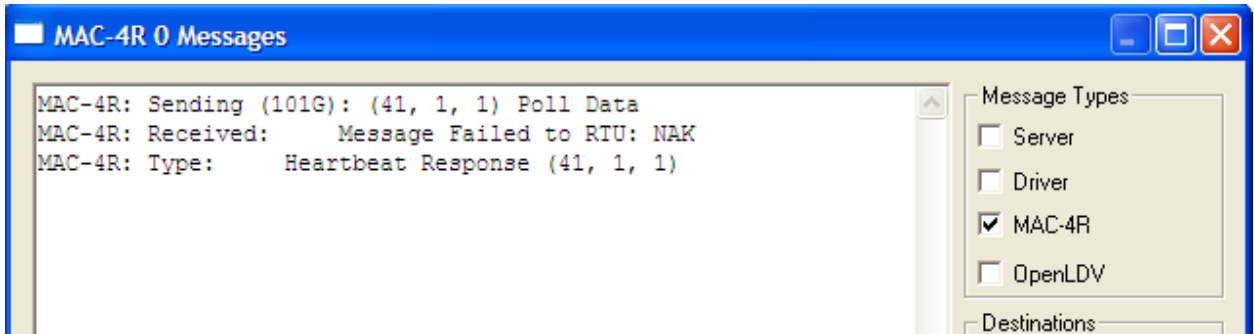 MAC-4R 0 Messages
MAC-4R: Sending (101G): (41, 1, 1) Poll Data
MAC-4R: Received:     Message Failed to RTU: NAK
MAC-4R: Type:     Heartbeat Response (41, 1, 1)
Message Types
Server
Driver
MAC-4R
OpenLDV
Destinations